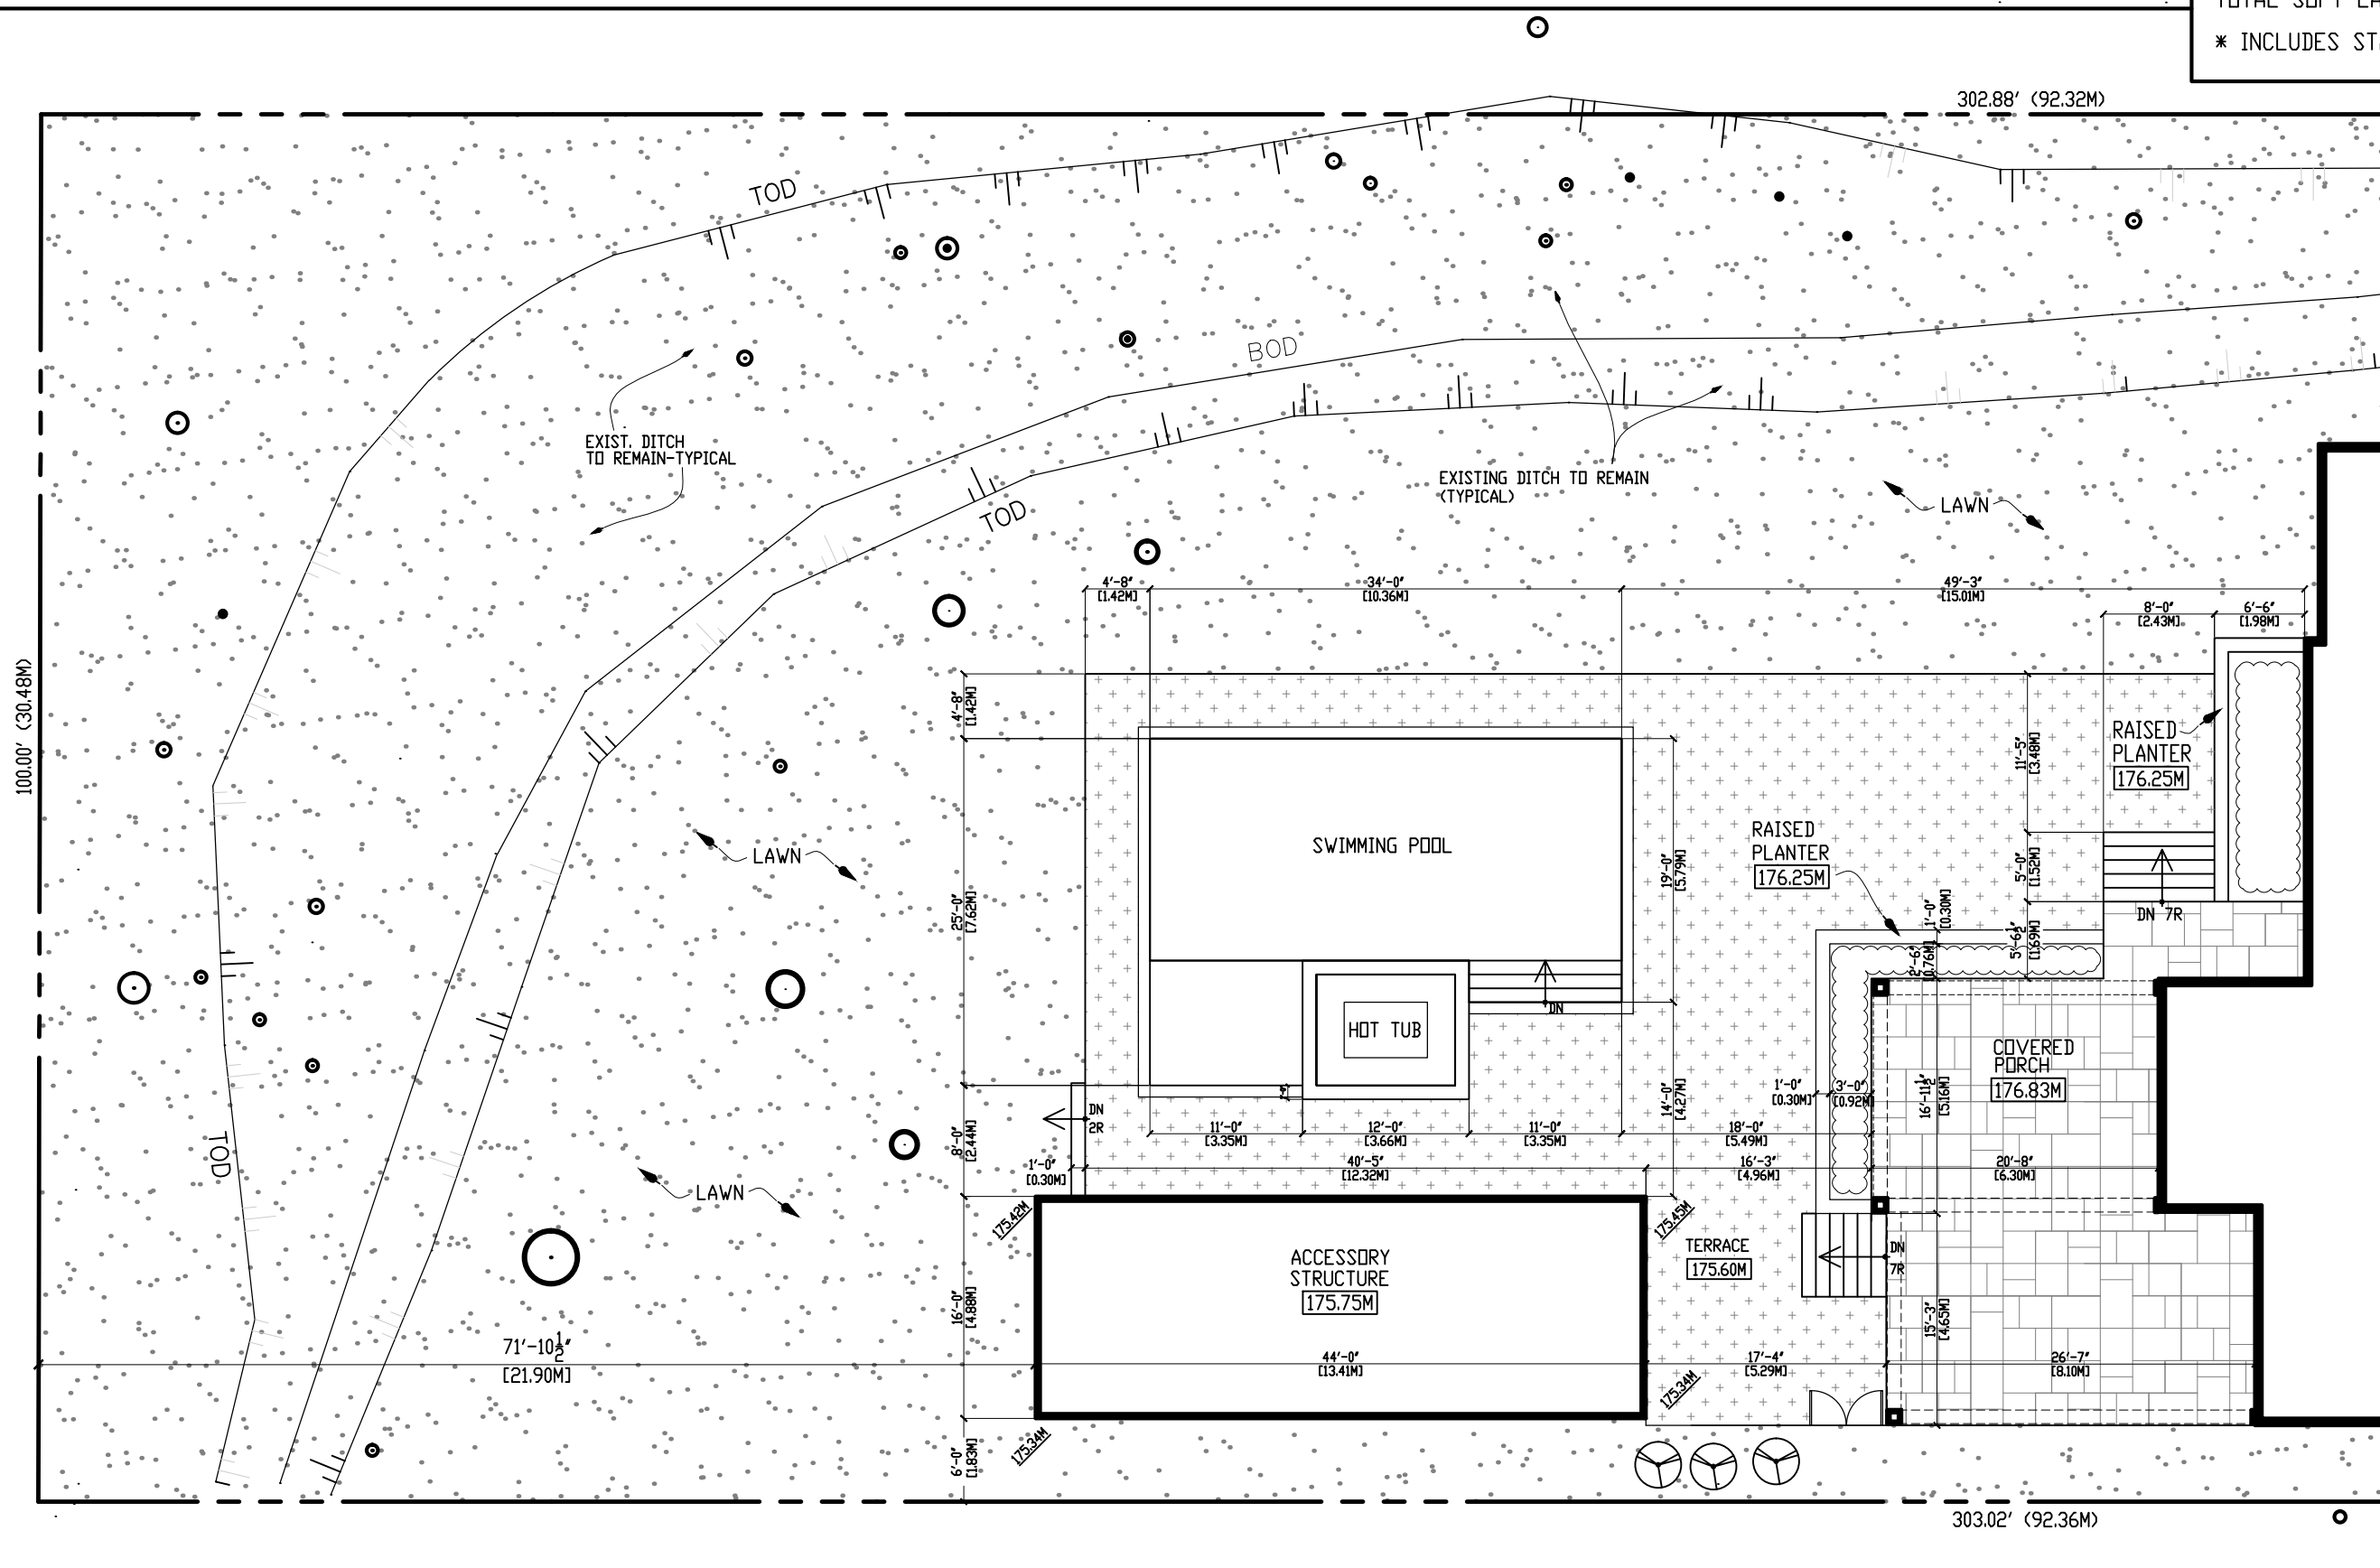 TOTAL SOFT LA
* INCLUDES ST
302.88' (92.32M)
TOD
BOD
EXIST. DITCH
TO REMAIN-TYPICAL
EXISTING DITCH TO REMAIN
(TYPICAL)
LAWN
TOD
4'-8"
[1.42M]
34'-0"
[10.36M]
49'-3"
[15.01M]
8'-0"
[2.43M]
6'-6"
[1.98M]
100.00' (30.48M)
4'-8"
[1.42M]
11'-5"
[3.48M]
RAISED
PLANTER
176.25M
SWIMMING POOL
LAWN
RAISED
PLANTER
176.25M
19'-0"
[5.79M]
5'-0"
[1.52M]
25'-0"
[7.62M]
1'-0"
[0.30M]
DN 7R
5'-6½"
[1.69M]
2'-6"
[0.76M]
DN
HOT TUB
COVERED
PORCH
176.83M
1'-0"
[0.30M]
3'-0"
[0.92M]
16'-11½"
[5.16M]
14'-0"
[4.27M]
DN
2R
8'-0"
[2.44M]
11'-0"
[3.35M]
12'-0"
[3.66M]
11'-0"
[3.35M]
18'-0"
[5.49M]
TOD
1'-0"
[0.30M]
40'-5"
[12.32M]
16'-3"
[4.96M]
20'-8"
[6.30M]
LAWN
175.42M
175.45M
ACCESSORY
STRUCTURE
175.75M
TERRACE
175.60M
DN
7R
16'-0"
[4.88M]
15'-3"
[4.65M]
71'-10½"
[21.90M]
44'-0"
[13.41M]
17'-4"
[5.29M]
26'-7"
[8.10M]
175.34M
175.34M
6'-0"
[1.83M]
303.02' (92.36M)